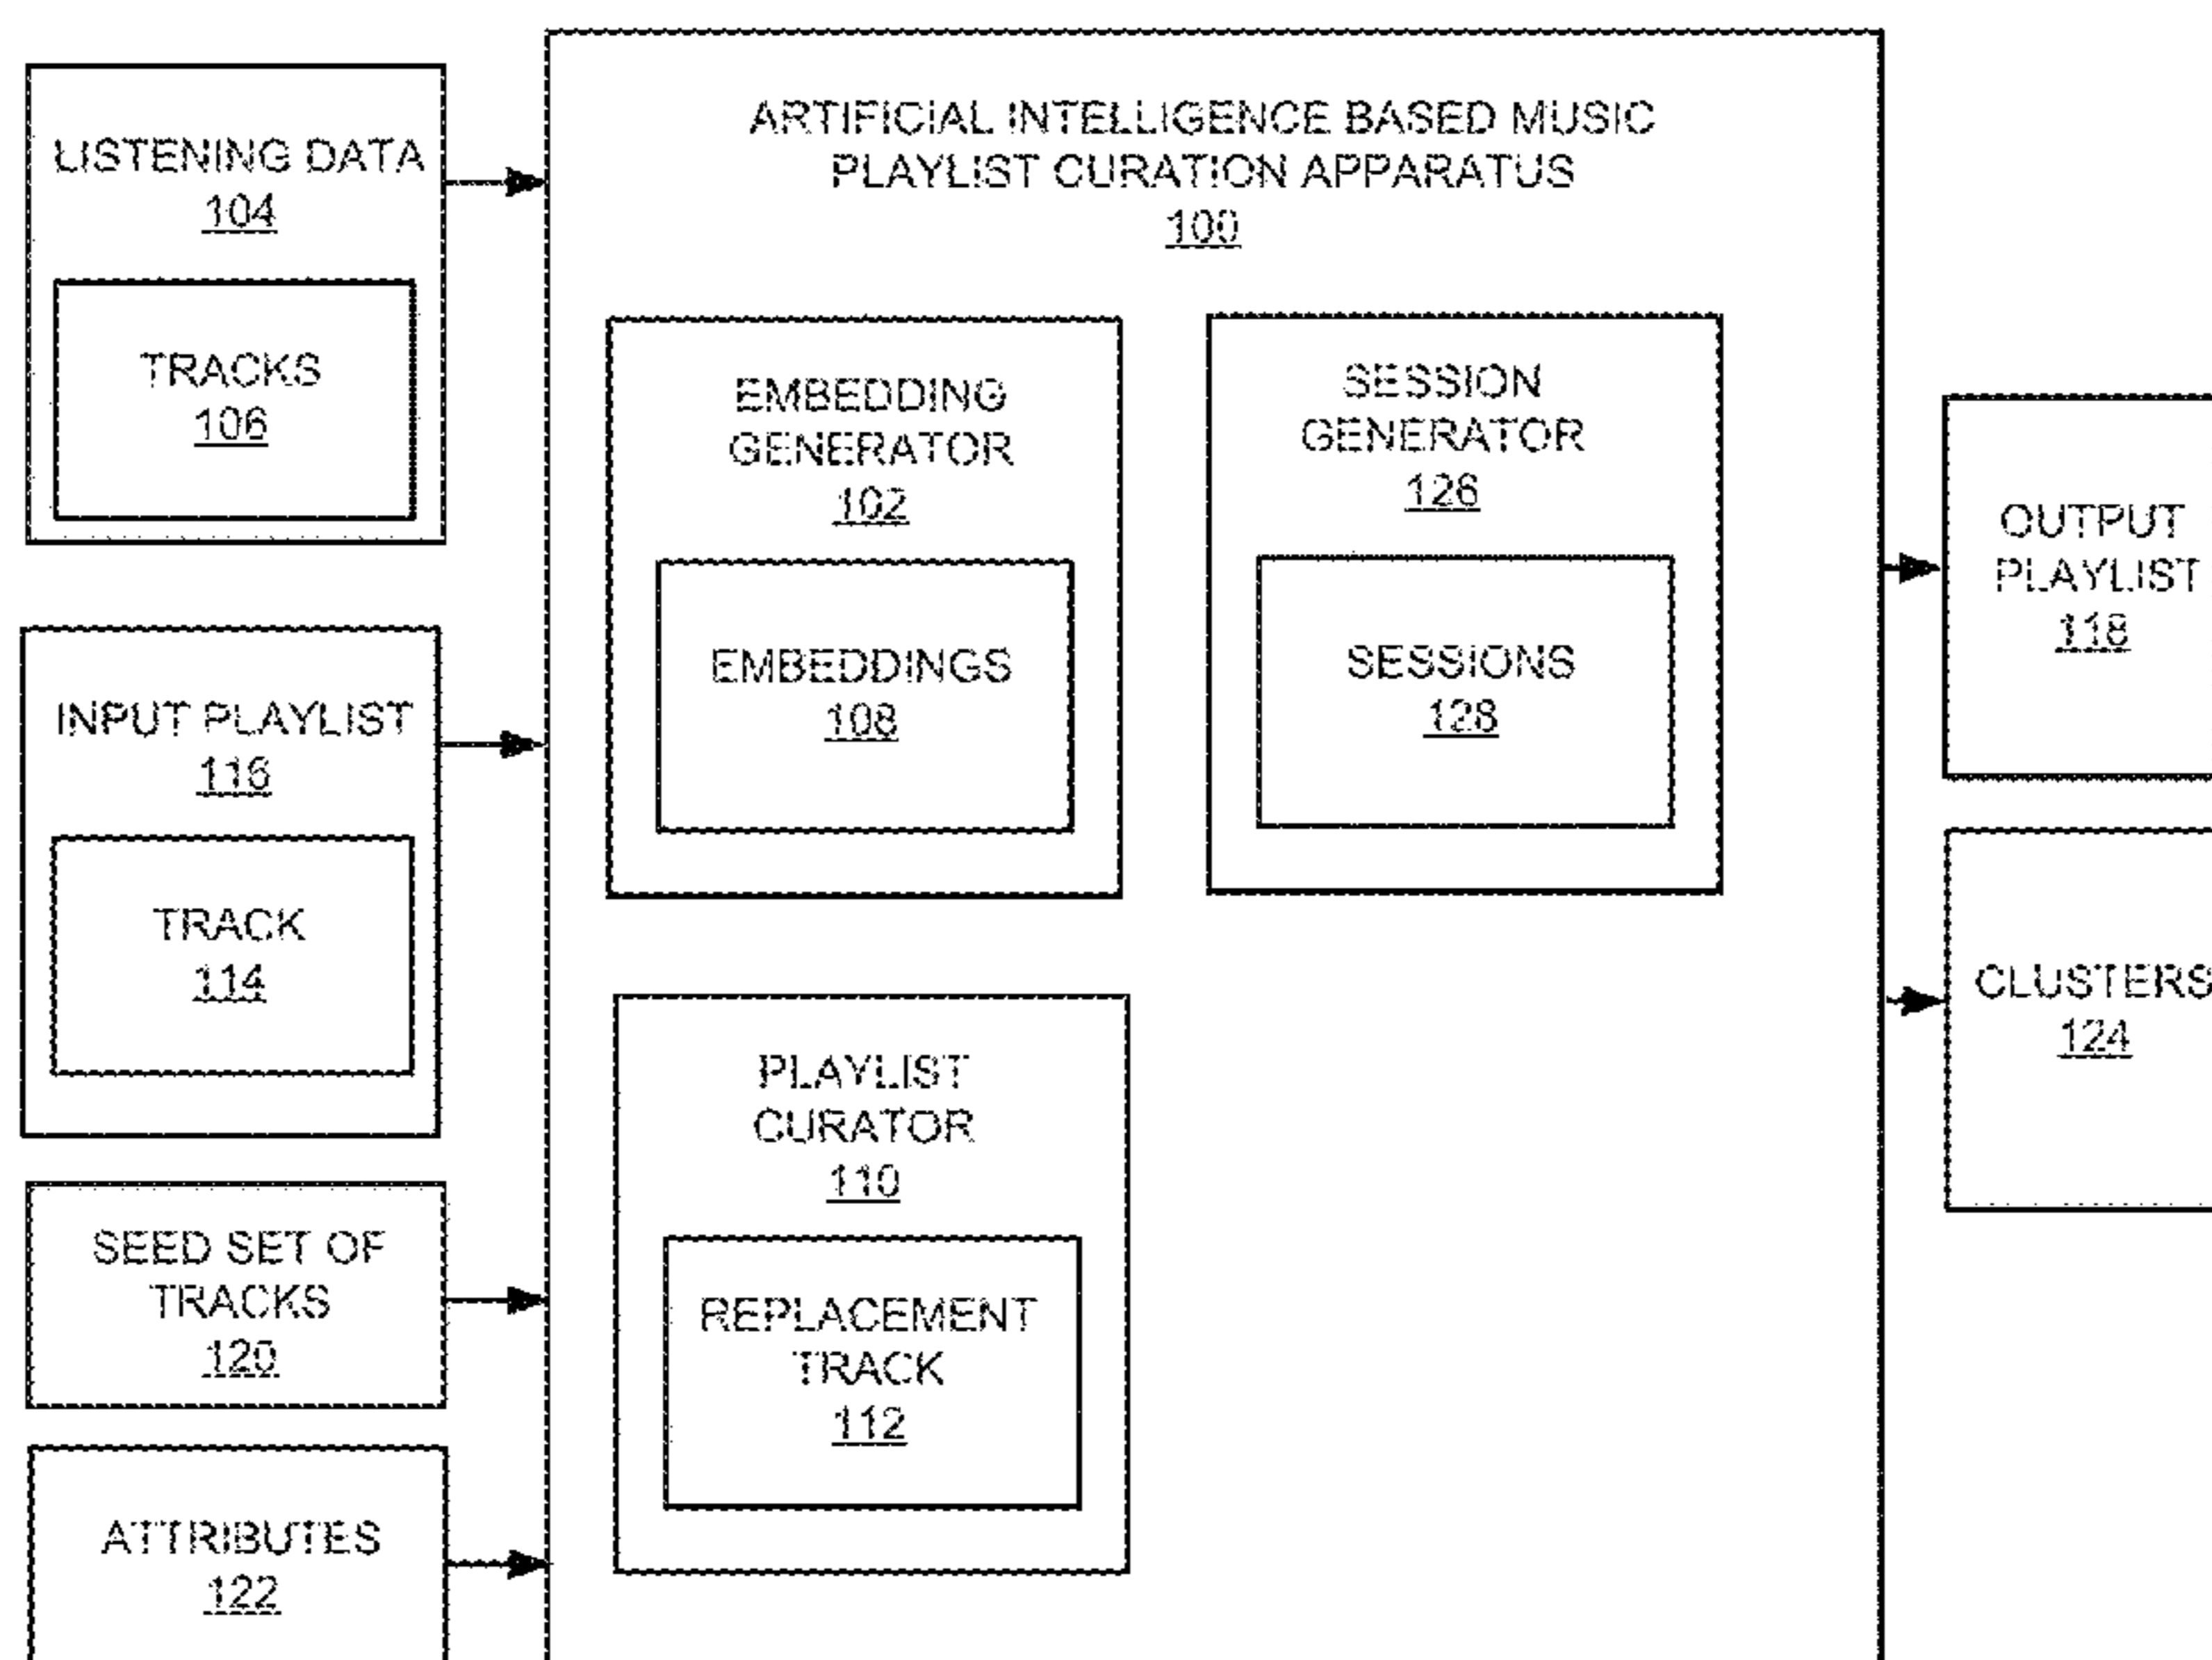 LISTENING DATA
104
TRACKS
106
INPUT PLAYLIST
116
TRACK
114
SEED SET OF
TRACKS
120
ATTRIBUTES
122
ARTIFICIAL INTELLIGENCE BASED MUSIC
PLAYLIST CURATION APPARATUS
100
EMBEDDING
GENERATOR
102
EMBEDDINGS
108
SESSION
GENERATOR
126
SESSIONS
128
PLAYLIST
CURATOR
110
REPLACEMENT
TRACK
112
OUTPUT
PLAYLIST
118
CLUSTERS
124